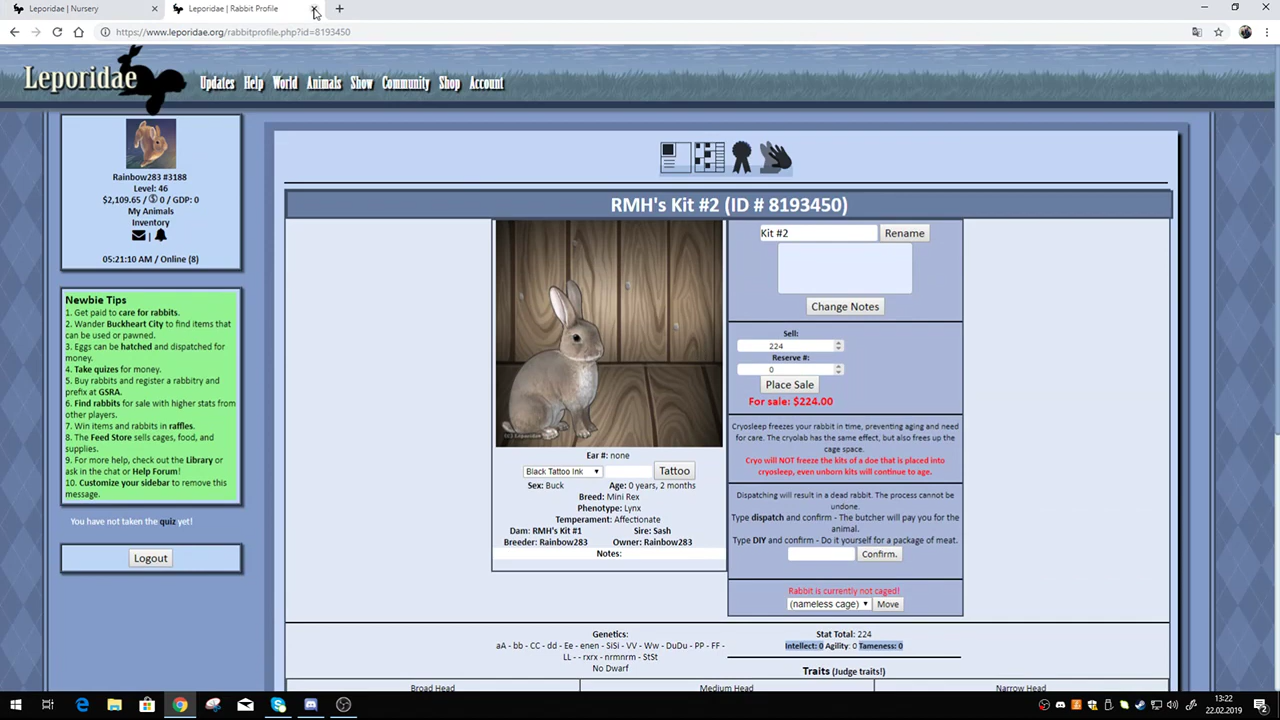 Leporidae | Nursery
Leporidae | Rabbit Profile
https://www.leporidae.org/rabbitprofile.php?id=8193450
Leporidae
Updates Help World Animals Show Community Shop Account
Rainbow283 #3188
Level: 46
$2,109.65 / Ⓢ 0 / GDP: 0
My Animals
Inventory
|
05:21:10 AM / Online (8)
Newbie Tips
1. Get paid to care for rabbits.
2. Wander Buckheart City to find items that
can be used or pawned.
3. Eggs can be hatched and dispatched for
money.
4. Take quizes for money.
5. Buy rabbits and register a rabbitry and
prefix at GSRA.
6. Find rabbits for sale with higher stats from
other players.
7. Win items and rabbits in raffles.
8. The Feed Store sells cages, food, and
supplies.
9. For more help, check out the Library or
ask in the chat or Help Forum!
10. Customize your sidebar to remove this
message.
You have not taken the quiz yet!
Logout
RMH's Kit #2 (ID # 8193450)
Ear #: none
Black Tattoo Ink
Tattoo
Sex: Buck Age: 0 years, 2 months
Breed: Mini Rex
Phenotype: Lynx
Temperament: Affectionate
Dam: RMH's Kit #1 Sire: Sash
Breeder: Rainbow283 Owner: Rainbow283
Notes:
Kit #2
Rename
Change Notes
Sell:
224
Reserve #:
0
Place Sale
For sale: $224.00
Cryosleep freezes your rabbit in time, preventing aging and need
for care. The cryolab has the same effect, but also frees up the
cage space.
Cryo will NOT freeze the kits of a doe that is placed into
cryosleep, even unborn kits will continue to age.
Dispatching will result in a dead rabbit. The process cannot be
undone.
Type dispatch and confirm - The butcher will pay you for the
animal.
Type DIY and confirm - Do it yourself for a package of meat.
Confirm.
Rabbit is currently not caged!
(nameless cage)
Move
Genetics:
aA - bb - CC - dd - Ee - enen - SiSi - VV - Ww - DuDu - PP - FF -
LL - - rxrx - nrmnrm - StSt
No Dwarf
Stat Total: 224
Intellect: 0 Agility: 0 Tameness: 0
Traits (Judge traits!)
Broad Head
Medium Head
Narrow Head
13:22
22.02.2019